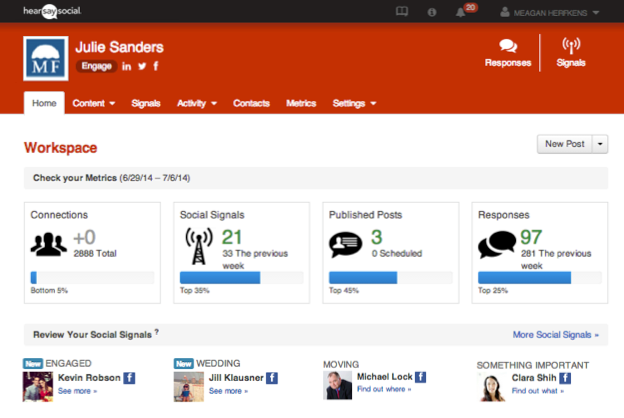 hearsaysocial
20
MEAGAN HERFKENS
MF
Julie Sanders
Engage
Responses
Signals
Home
Content
Signals
Activity
Contacts
Metrics
Settings
Workspace
New Post
Check your Metrics (6/29/14 – 7/6/14)
Connections
+0
2888 Total
Bottom 5%
Social Signals
21
33 The previous
week
Top 35%
Published Posts
3
0 Scheduled
Top 45%
Responses
97
281 The previous
week
Top 25%
Review Your Social Signals ?
More Social Signals »
New ENGAGED
Kevin Robson
See more »
New WEDDING
Jill Klausner
See more »
MOVING
Michael Lock
Find out where »
SOMETHING IMPORTANT
Clara Shih
Find out what »